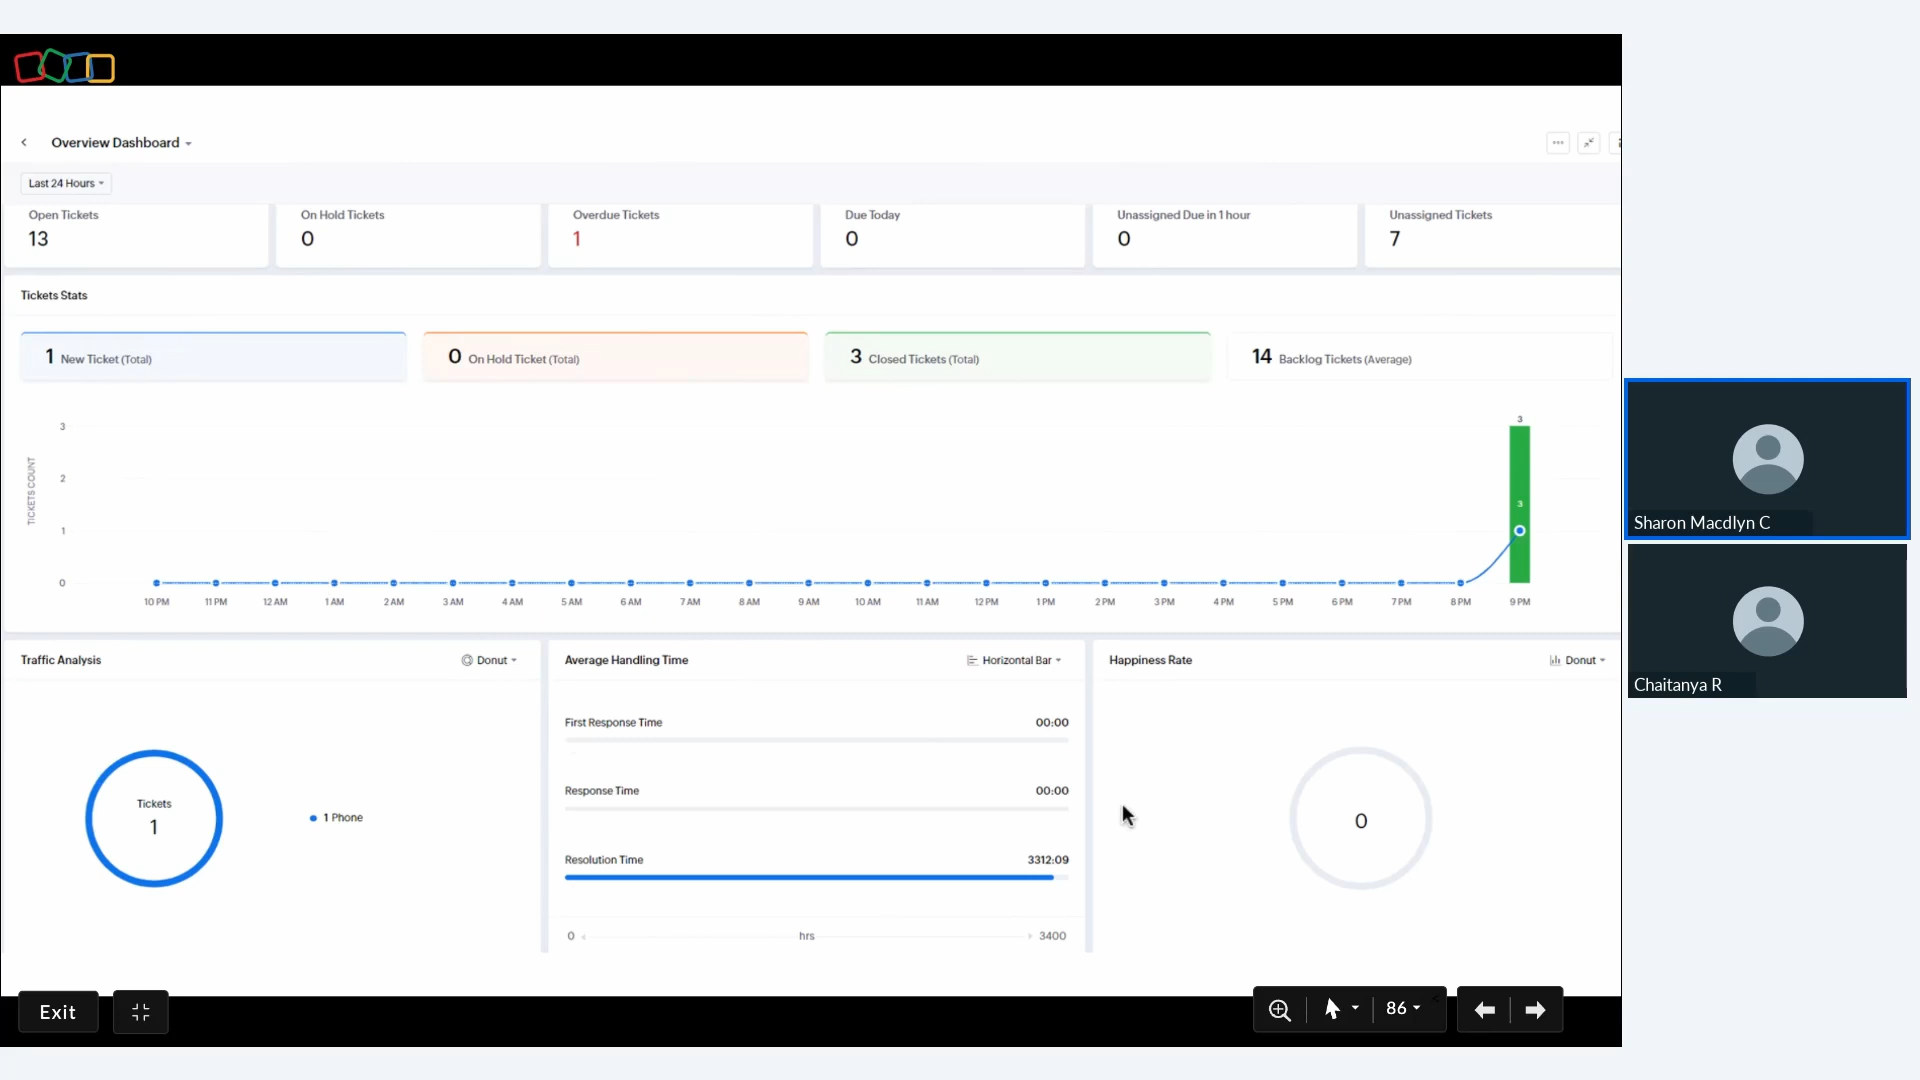 Overview Dashboard
Last 24 Hours
Open Tickets
13
On Hold Tickets
0
Overdue Tickets
1
Due Today
0
Unassigned Due in 1 hour
0
Unassigned Tickets
7
Tickets Stats
1 New Ticket (Total)
0 On Hold Ticket (Total)
3 Closed Tickets (Total)
14 Backlog Tickets (Average)
TICKETS COUNT
3
2
1
0
3
3
10 PM 11 PM 12 AM 1 AM 2 AM 3 AM 4 AM 5 AM 6 AM 7 AM 8 AM 9 AM 10 AM 11 AM 12 PM 1 PM 2 PM 3 PM 4 PM 5 PM 6 PM 7 PM 8 PM 9 PM
Traffic Analysis
Donut
Tickets
1
1 Phone
Average Handling Time
Horizontal Bar
First Response Time 00:00
Response Time 00:00
Resolution Time 3312:09
0 hrs 3400
Happiness Rate
Donut
0
Sharon Macdlyn C
Chaitanya R
Exit
86